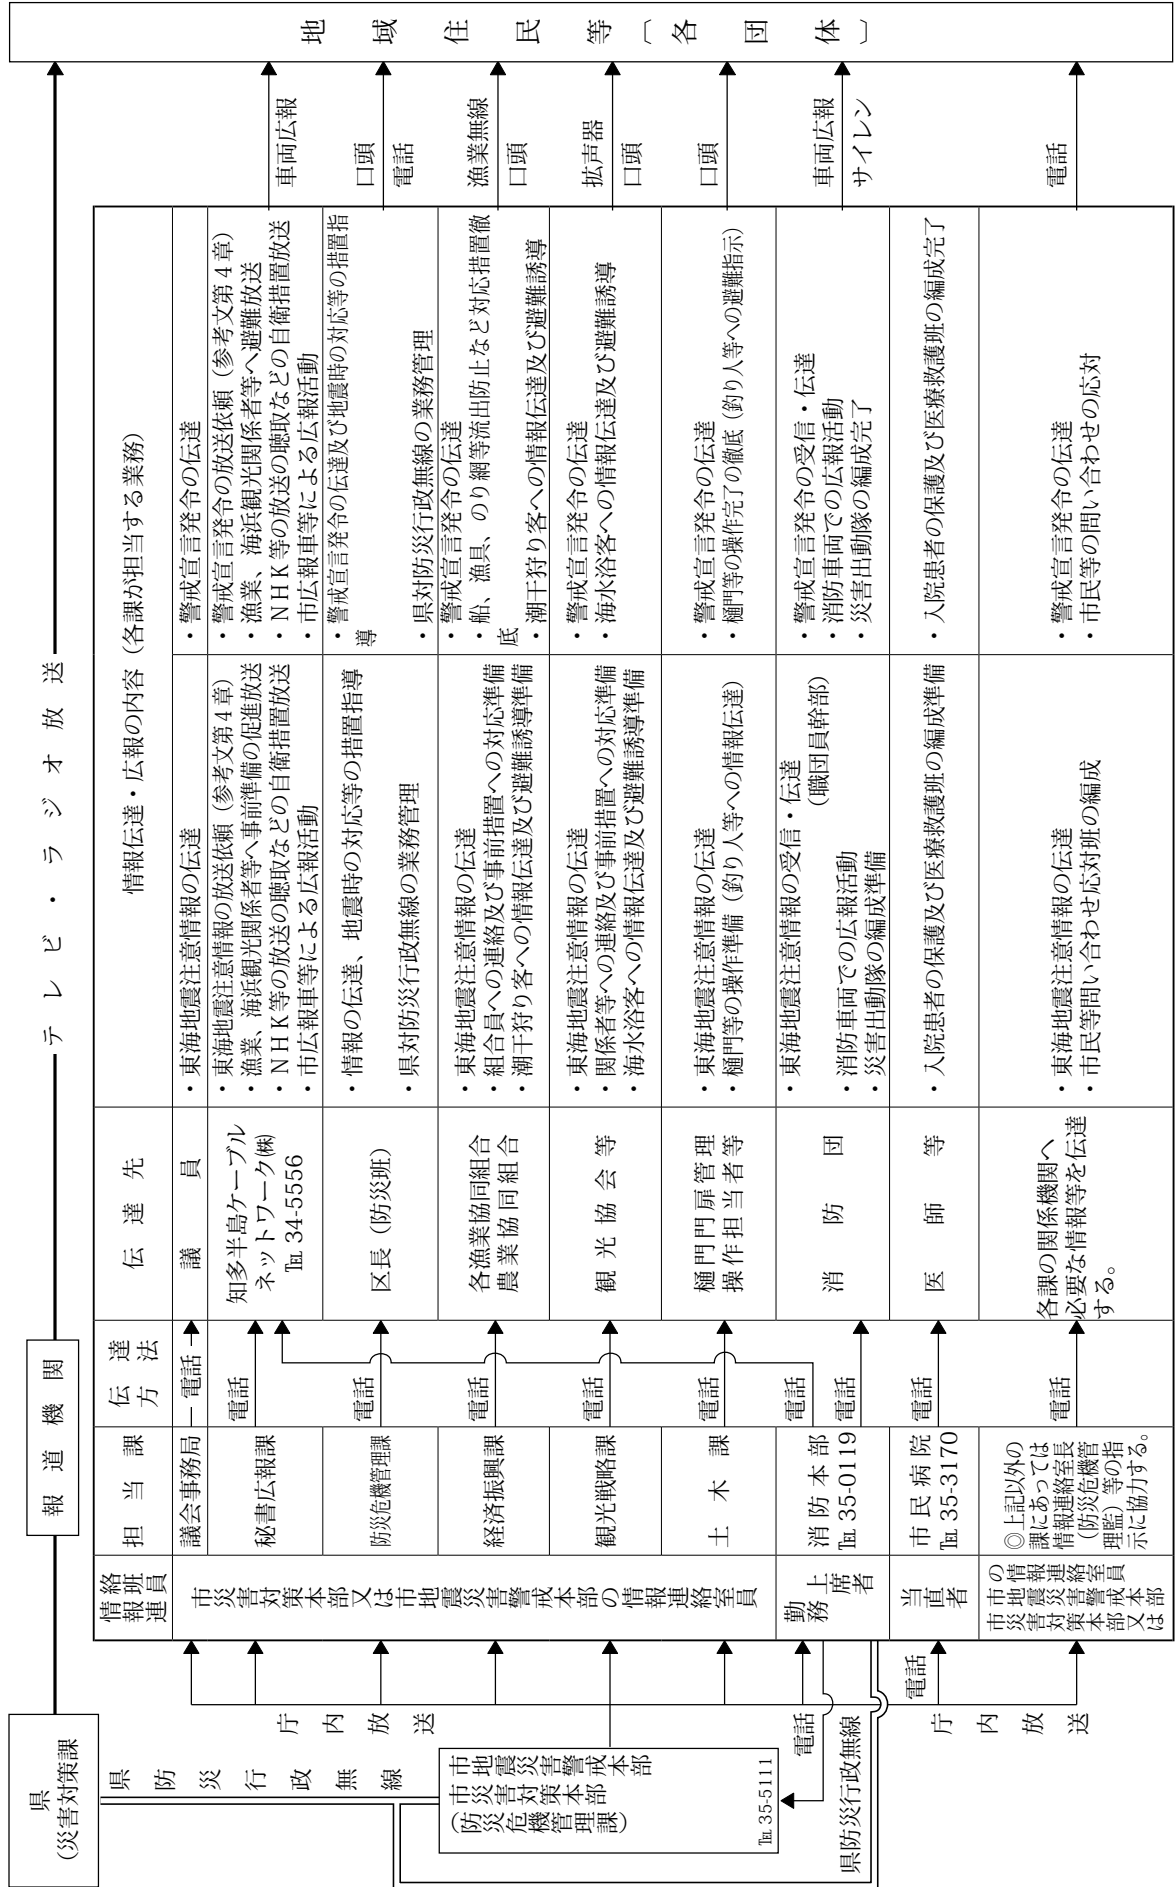 県
(災害対策課)
報道機関
テレビ・ラジオ放送
地域住民等〔各団体〕
県防災行政無線
市地震災害警戒本部
市災害対策本部
(防災危機管理課)
℡ 35-5111
庁内放送
電話
県防災行政無線
電話
庁内放送
情報班連絡員
担当課
伝達方法
伝達先
情報伝達・広報の内容（各課が担当する業務）
市災害対策本部又は市地震災害警戒本部の情報連絡室員
議会事務局
電話
議員
・東海地震注意情報の伝達
・警戒宣言発令の伝達
秘書広報課
電話
知多半島ケーブル
ネットワーク㈱
℡ 34-5556
・東海地震注意情報の放送依頼（参考文第４章）
・漁業、海浜観光関係者等へ事前準備の促進放送
・ＮＨＫ等の放送の聴取などの自衛措置放送
・市広報車等による広報活動
・警戒宣言発令の放送依頼（参考文第４章）
・漁業、海浜観光関係者等へ避難放送
・ＮＨＫ等の放送の聴取などの自衛措置放送
・市広報車等による広報活動
車両広報
防災危機管理課
電話
区長（防災班）
・情報の伝達、地震時の対応等の措置指導
・県対防災行政無線の業務管理
・警戒宣言発令の伝達及び地震時の対応等の措置指
導
・県対防災行政無線の業務管理
口頭
電話
経済振興課
電話
各漁業協同組合
農業協同組合
・東海地震注意情報の伝達
・組合員への連絡及び事前措置への対応準備
・潮干狩り客への情報伝達及び避難誘導準備
・警戒宣言発令の伝達
・船、漁具、のり網等流出防止など対応措置徹
底
・潮干狩り客への情報伝達及び避難誘導
漁業無線
口頭
観光戦略課
電話
観光協会等
・東海地震注意情報の伝達
・関係者等への連絡及び事前措置への対応準備
・海水浴客への情報伝達及び避難誘導準備
・警戒宣言発令の伝達
・海水浴客への情報伝達及び避難誘導
拡声器
口頭
土木課
電話
樋門門扉管理
操作担当者等
・東海地震注意情報の伝達
・樋門等の操作準備（釣り人等への情報伝達）
・警戒宣言発令の伝達
・樋門等の操作完了の徹底（釣り人等への避難指示）
口頭
勤務上席者
消防本部
℡ 35-0119
電話
電話
消防団
・東海地震注意情報の受信・伝達
（職団員幹部）
・消防車両での広報活動
・災害出動隊の編成準備
・警戒宣言発令の受信・伝達
・消防車両での広報活動
・災害出動隊の編成完了
車両広報
サイレン
当直者
市民病院
℡ 35-3170
電話
医師等
・入院患者の保護及び医療救護班の編成準備
・入院患者の保護及び医療救護班の編成完了
市災害対策本部又は
市地震災害警戒本部
の情報連絡室員
◎上記以外の
課にあっては
情報連絡室長
（防災危機管
理監）等の指
示に協力する。
電話
各課の関係機関へ
必要な情報等を伝達
する。
・東海地震注意情報の伝達
・市民等問い合わせ応対班の編成
・警戒宣言発令の伝達
・市民等の問い合わせの応対
電話